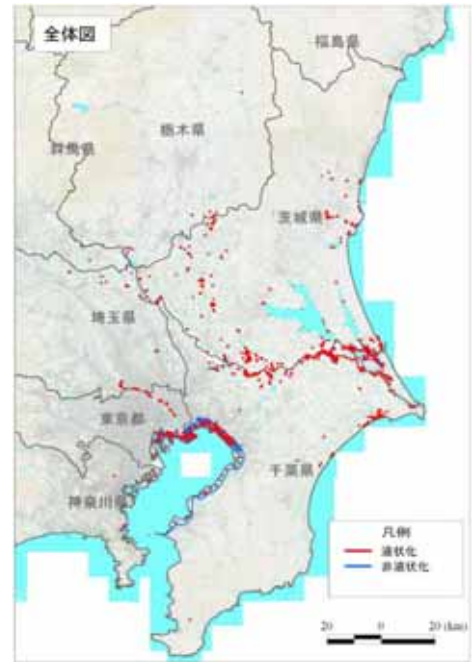 全体図
福島県
栃木県
群馬県
茨城県
埼玉県
東京都
千葉県
神奈川県
凡例
液状化
非液状化
20 0 20 (km)